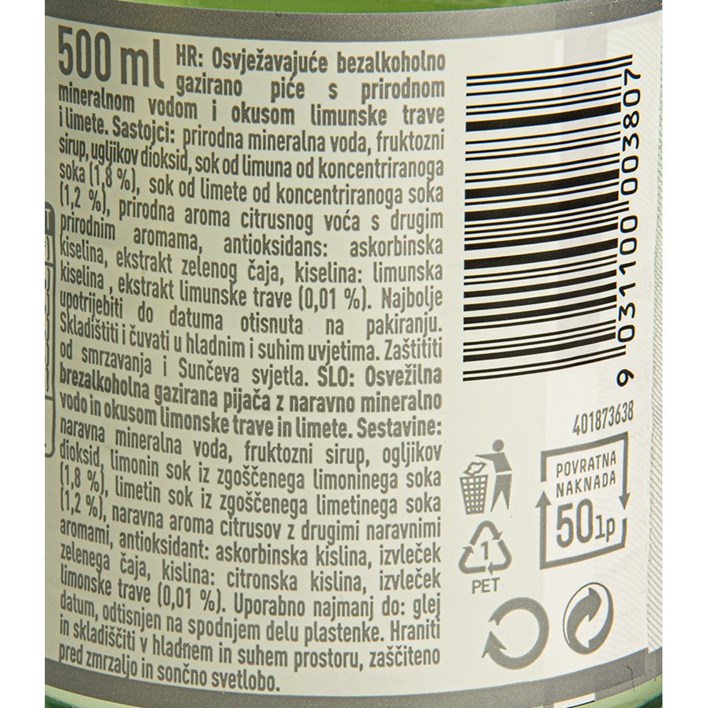 500 ml HR: Osvježavajuće bezalkoholno
gazirano piće s prirodnom
mineralnom vodom i okusom limunske trave
i limete. Sastojci: prirodna mineralna voda, fruktozni
sirup, ugljikov dioksid, sok od limuna od koncentriranoga
soka (1,8 %), sok od limete od koncentriranoga soka
(1,2 %), prirodna aroma citrusnog voća s drugim
prirodnim aromama, antioksidans: askorbinska
kiselina, ekstrakt zelenog čaja, kiselina: limunska
kiselina , ekstrakt limunske trave (0,01 %). Najbolje
upotrijebiti do datuma otisnuta na pakiranju.
Skladištiti i čuvati u hladnim i suhim uvjetima. Zaštititi
od smrzavanja i Sunčeva svjetla. SLO: Osvežilna
brezalkoholna gazirana pijača z naravno mineralno
vodo in okusom limonske trave in limete. Sestavine:
naravna mineralna voda, fruktozni sirup, ogljikov
dioksid, limonin sok iz zgoščenega limoninega soka
(1,8 %), limetin sok iz zgoščenega limetinega soka
(1,2 %), naravna aroma citrusov z drugimi naravnimi
aromami, antioksidant: askorbinska kislina, izvleček
zelenega čaja, kislina: citronska kislina, izvleček
limonske trave (0,01 %). Uporabno najmanj do: glej
datum, odtisnjen na spodnjem delu plastenke. Hraniti
in skladiščiti v hladnem in suhem prostoru, zaščiteno
pred zmrzaljo in sončno svetlobo.
9 031100 003807
401873638
POVRATNA
NAKNADA
50 lp
1
PET